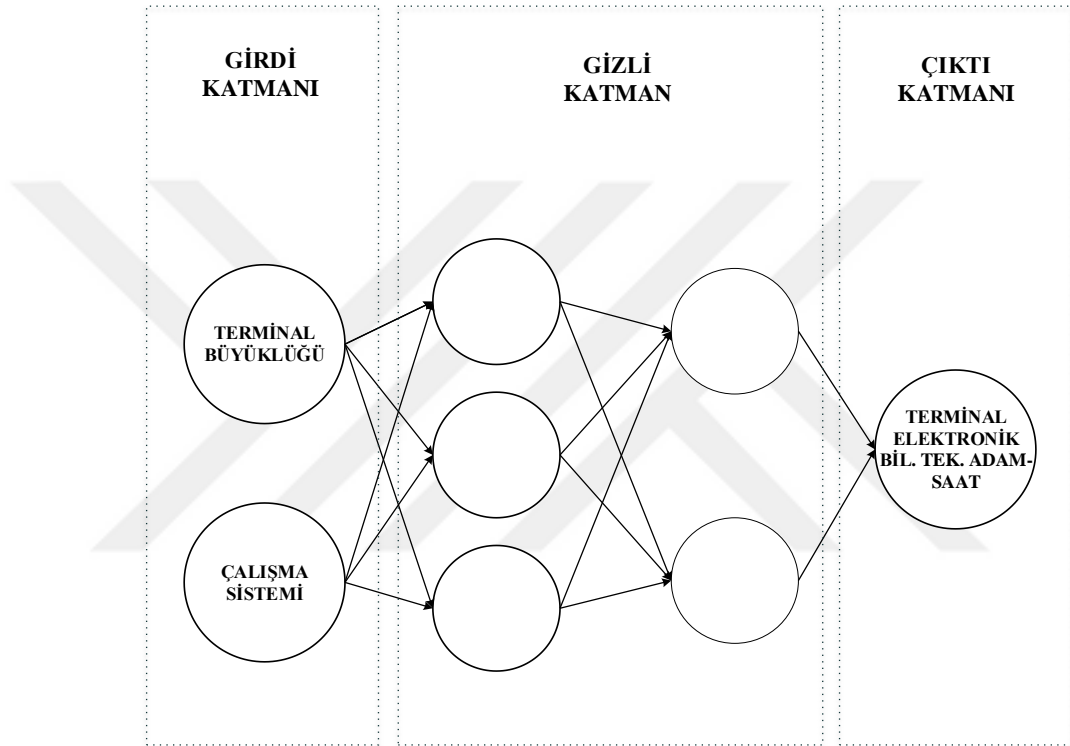 GİRDİ
KATMANI
GİZLİ
KATMAN
ÇIKTI
KATMANI
TERMİNAL
BÜYÜKLÜĞÜ
ÇALIŞMA
SİSTEMİ
TERMİNAL
ELEKTRONİK
BİL. TEK. ADAM-
SAAT